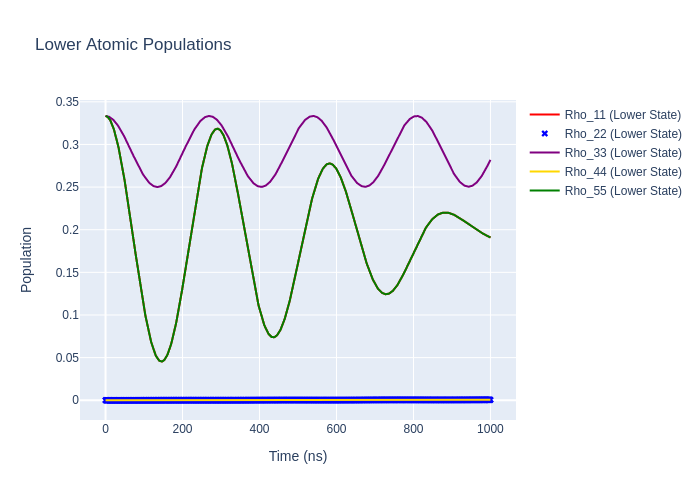 Lower Atomic Populations
Rho_11 (Lower State)
Rho_22 (Lower State)
Rho_33 (Lower State)
Rho_44 (Lower State)
Rho_55 (Lower State)
Population
0.35
0.3
0.25
0.2
0.15
0.1
0.05
0
0 200 400 600 800 1000
Time (ns)